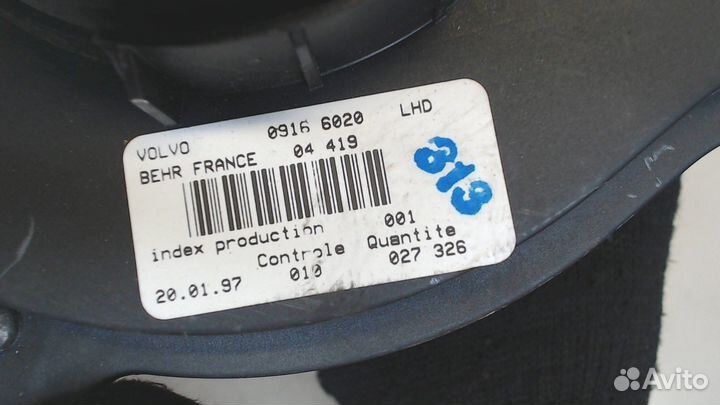 VOLVO 0916 6020 LHD
BEHR FRANCE 04 419
813
index production 001
Controle Quantite
20.01.97 010 027 326
Avito